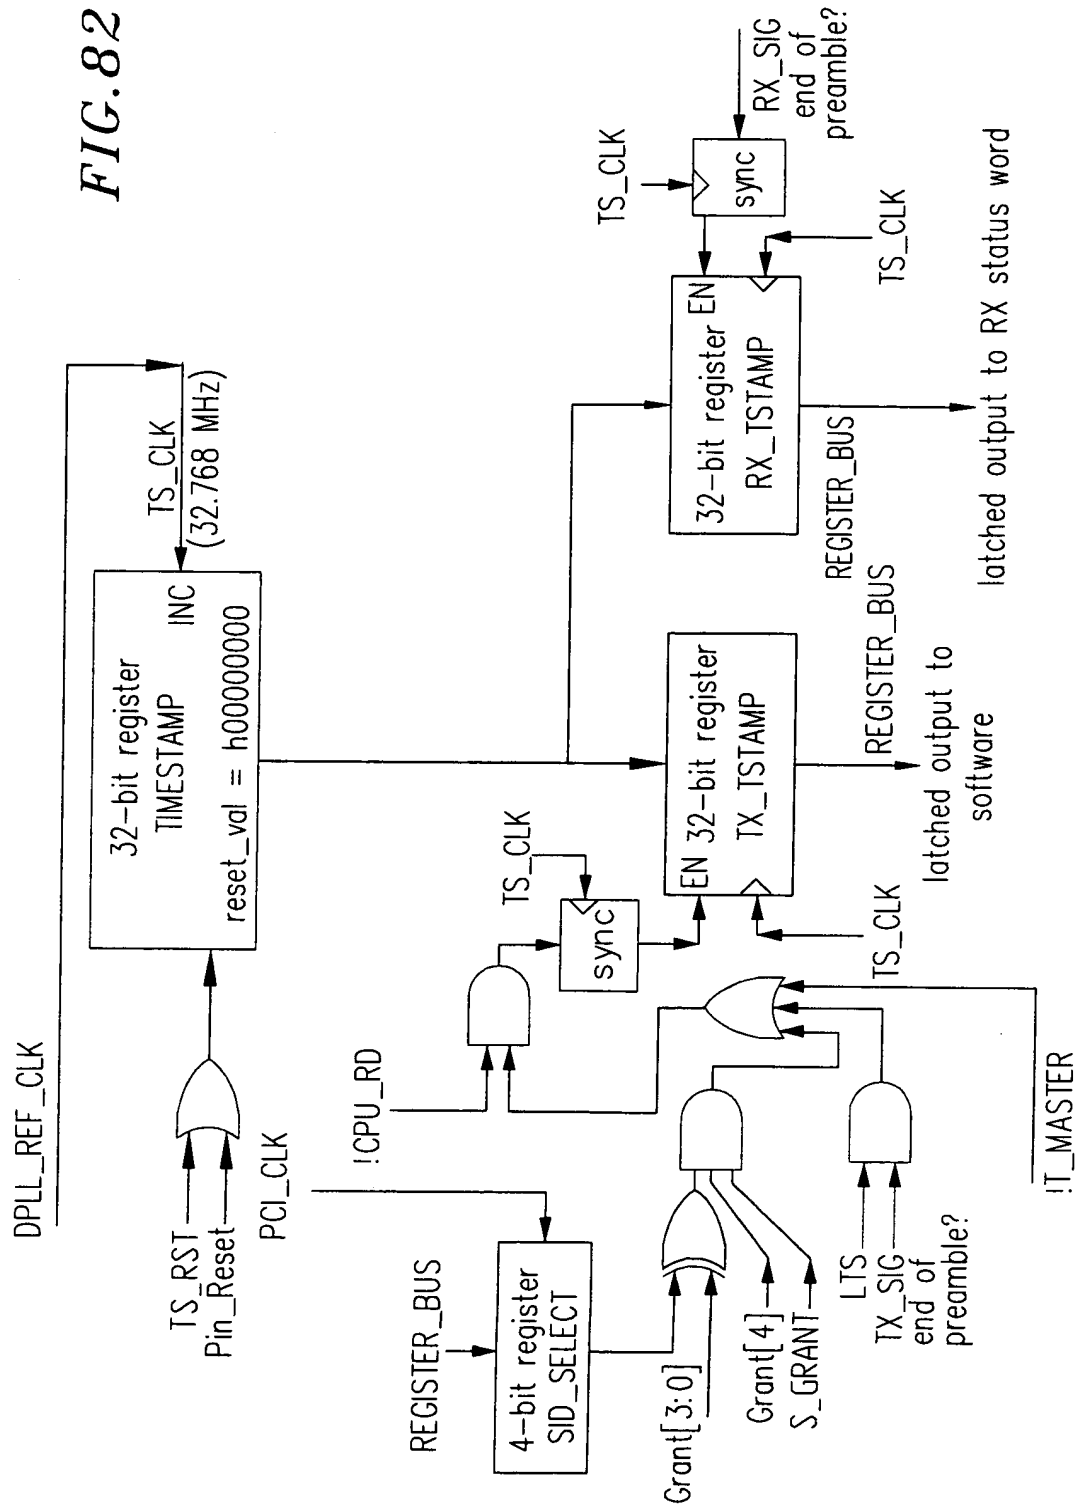 FIG.82
DPLL_REF_CLK
TS_RST
Pin_Reset
32-bit register
TIMESTAMP
INC
reset_val = h00000000
TS_CLK
(32.768 MHz)
PCI_CLK
!CPU_RD
REGISTER_BUS
4-bit register
SID_SELECT
Grant[3:0]
Grant[4]
S_GRANT
LTS
TX_SIG
end of
preamble?
!T_MASTER
TS_CLK
sync
EN
32-bit register
TX_TSTAMP
TS_CLK
REGISTER_BUS
latched output to
software
32-bit register
EN
RX_TSTAMP
TS_CLK
sync
RX_SIG
end of
preamble?
TS_CLK
REGISTER_BUS
latched output to RX status word